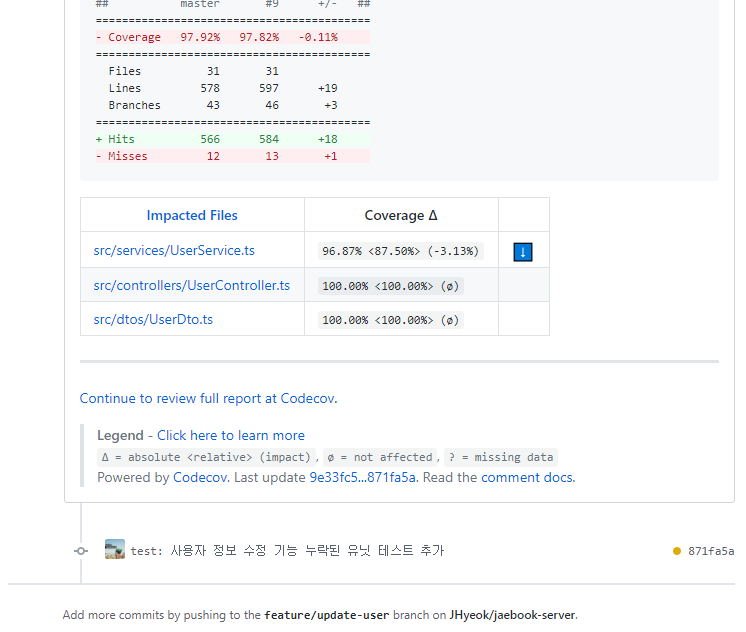 ## master #9 +/- ##
==========================================
- Coverage 97.92% 97.82% -0.11%
==========================================
Files 31 31
Lines 578 597 +19
Branches 43 46 +3
==========================================
+ Hits 566 584 +18
- Misses 12 13 +1
Impacted Files Coverage Δ
src/services/UserService.ts 96.87% <87.50%> (-3.13%) ↓
src/controllers/UserController.ts 100.00% <100.00%> (ø)
src/dtos/UserDto.ts 100.00% <100.00%> (ø)
Continue to review full report at Codecov.
Legend - Click here to learn more
Δ = absolute <relative> (impact), ø = not affected, ? = missing data
Powered by Codecov. Last update 9e33fc5...871fa5a. Read the comment docs.
test: 사용자 정보 수정 기능 누락된 유닛 테스트 추가 871fa5a
Add more commits by pushing to the feature/update-user branch on JHyeok/jaebook-server.